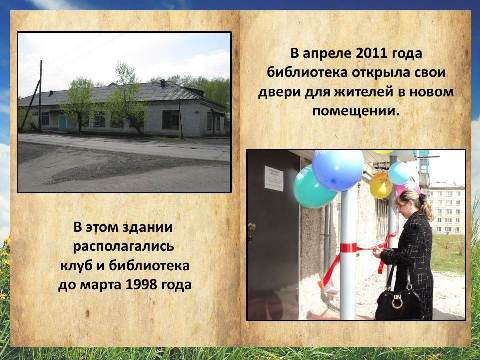 В апреле 2011 года
библиотека открыла свои
двери для жителей в новом
помещении.
В этом здании
располагались
клуб и библиотека
до марта 1998 года